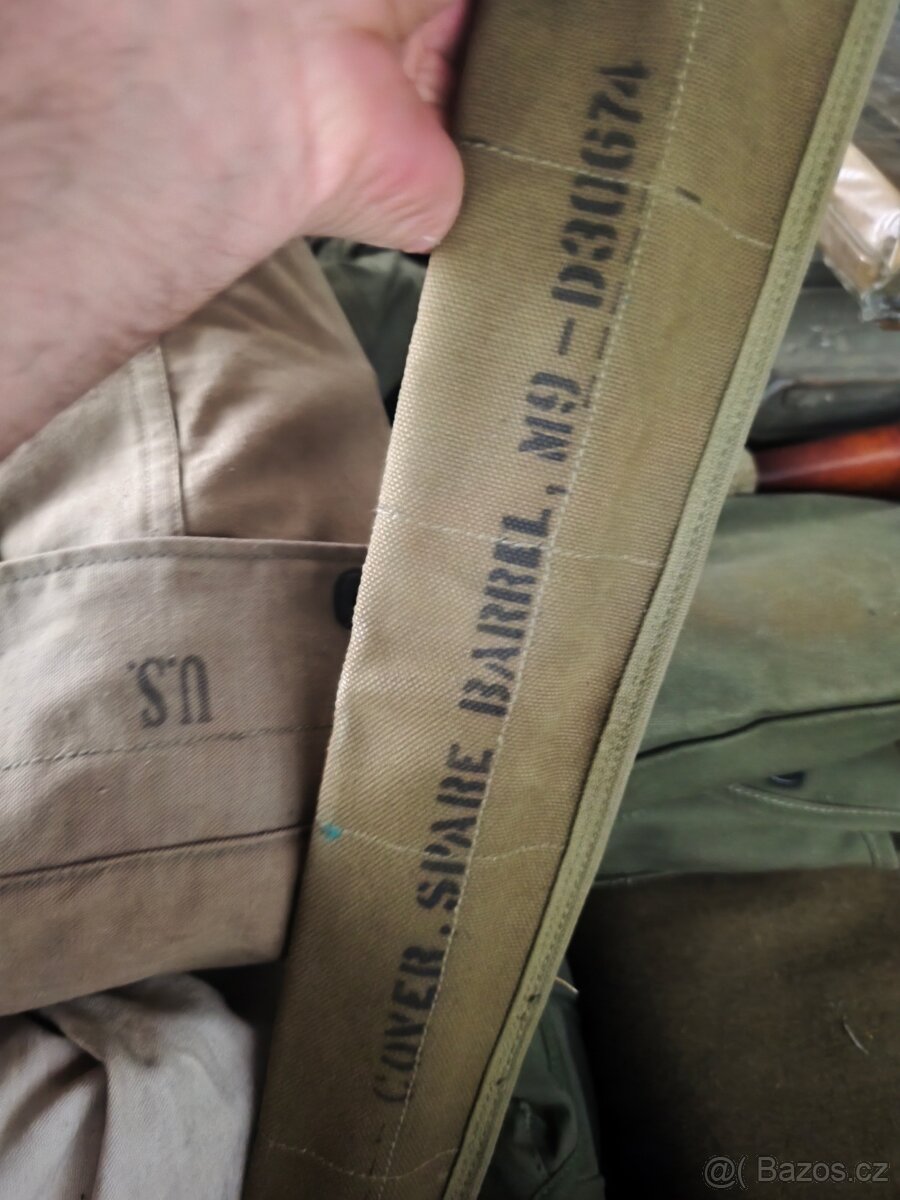 COVER, SPARE BARREL, M9-D30674
U.S.
@( Bazos.cz